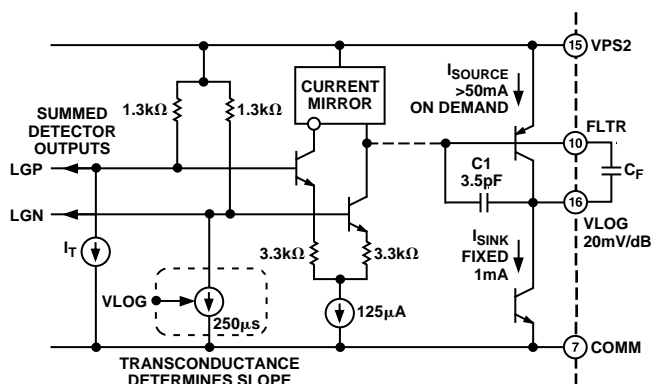 15 VPS2
CURRENT
MIRROR
ISOURCE
>50mA
ON DEMAND
1.3kΩ
1.3kΩ
SUMMED
DETECTOR
OUTPUTS
FLTR
10
LGP
C1
3.5pF
CF
LGN
16
VLOG
20mV/dB
IT
3.3kΩ
3.3kΩ
ISINK
FIXED
1mA
VLOG
250μs
125μA
7 COMM
TRANSCONDUCTANCE
DETERMINES SLOPE